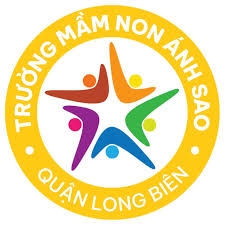 TRƯỜNG MẦM NON ÁNH SAO
QUẬN LONG BIÊN